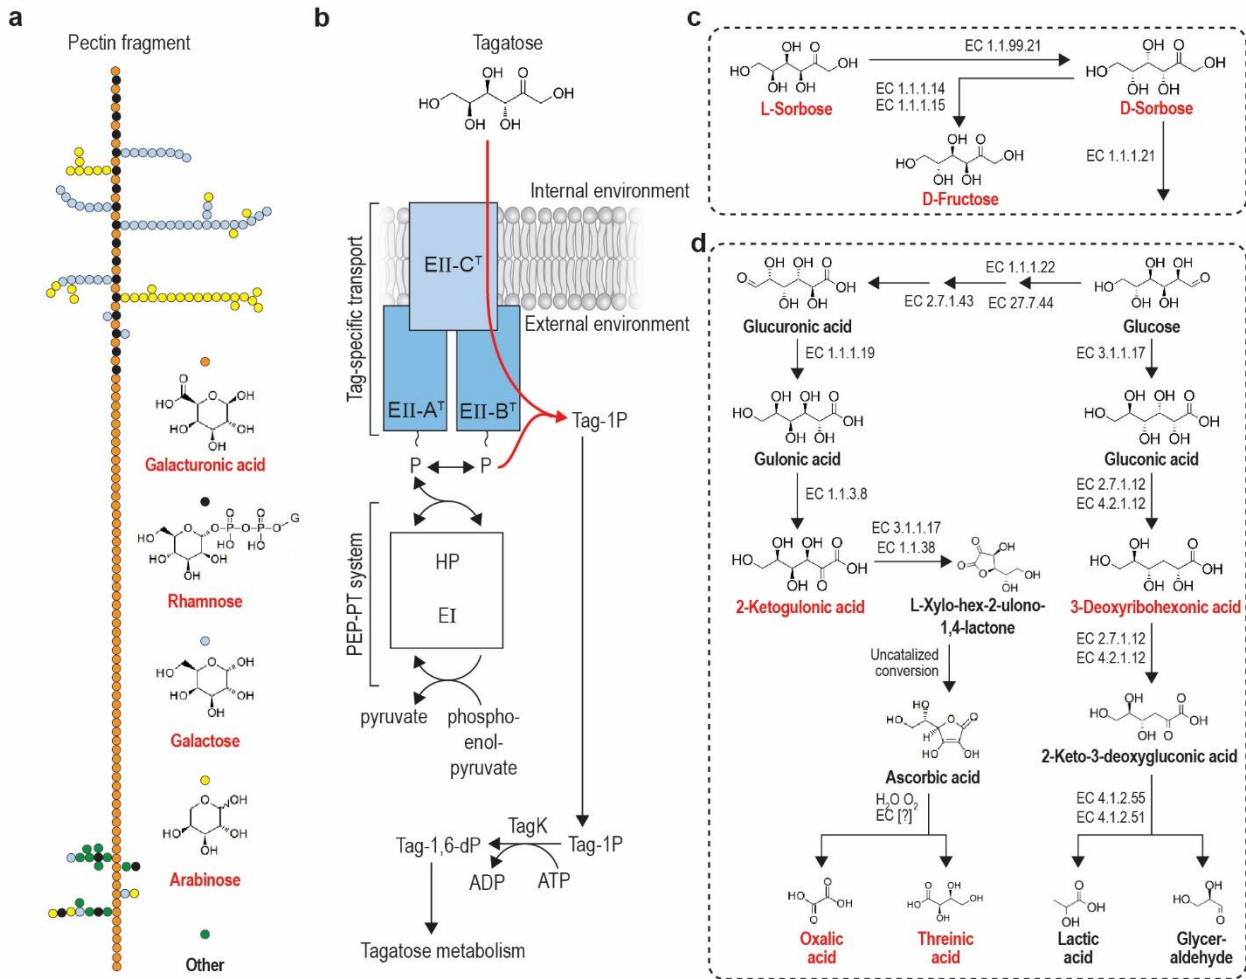 a
Pectin fragment
Galacturonic acid
Rhamnose
Galactose
Arabinose
Other
b
Tagatose
Internal environment
External environment
Tag-specific transport
EII-Cᵀ
EII-Aᵀ
EII-Bᵀ
P
P
Tag-1P
PEP-PT system
HP
EI
pyruvate
phospho-
enol-
pyruvate
TagK
Tag-1,6-dP
Tag-1P
ADP
ATP
Tagatose metabolism
c
EC 1.1.99.21
L-Sorbose
EC 1.1.1.14
EC 1.1.1.15
D-Sorbose
D-Fructose
EC 1.1.1.21
d
EC 1.1.1.22
EC 2.7.1.43
EC 27.7.44
Glucuronic acid
Glucose
EC 1.1.1.19
EC 3.1.1.17
Gulonic acid
Gluconic acid
EC 1.1.3.8
EC 2.7.1.12
EC 4.2.1.12
EC 3.1.1.17
EC 1.1.38
2-Ketogulonic acid
L-Xylo-hex-2-ulono-
1,4-lactone
3-Deoxyribohexonic acid
EC 2.7.1.12
EC 4.2.1.12
Uncatalized
conversion
2-Keto-3-deoxygluconic acid
Ascorbic acid
H₂O O₂
EC [?]
EC 4.1.2.55
EC 4.1.2.51
Oxalic
acid
Threinic
acid
Lactic
acid
Glycer-
aldehyde